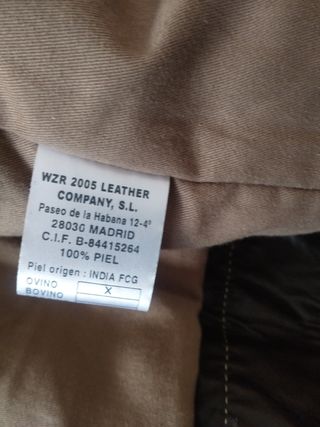 WZR 2005 LEATHER
COMPANY, S.L.
Paseo de la Habana 12-4º
28030 MADRID
C.I.F. B-84415264
100% PIEL
Piel origen : INDIA FCG
OVINO X
BOVINO